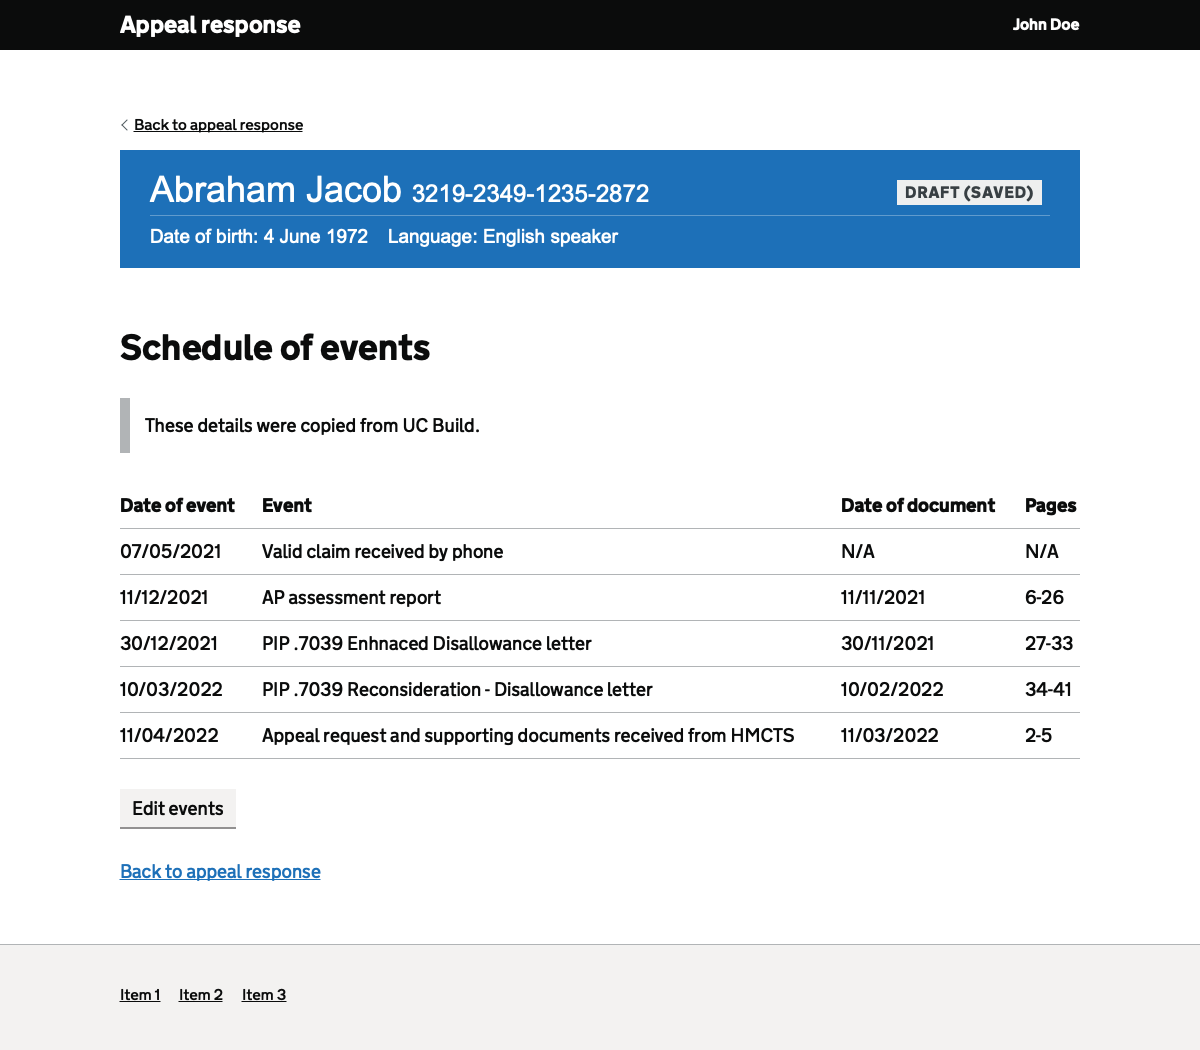 Appeal response John Doe
Back to appeal response
Abraham Jacob 3219-2349-1235-2872 DRAFT (SAVED)
Date of birth: 4 June 1972 Language: English speaker
Schedule of events
These details were copied from UC Build.
Date of event Event Date of document Pages
07/05/2021 Valid claim received by phone N/A N/A
11/12/2021 AP assessment report 11/11/2021 6-26
30/12/2021 PIP .7039 Enhnaced Disallowance letter 30/11/2021 27-33
10/03/2022 PIP .7039 Reconsideration - Disallowance letter 10/02/2022 34-41
11/04/2022 Appeal request and supporting documents received from HMCTS 11/03/2022 2-5
Edit events
Back to appeal response
Item 1 Item 2 Item 3